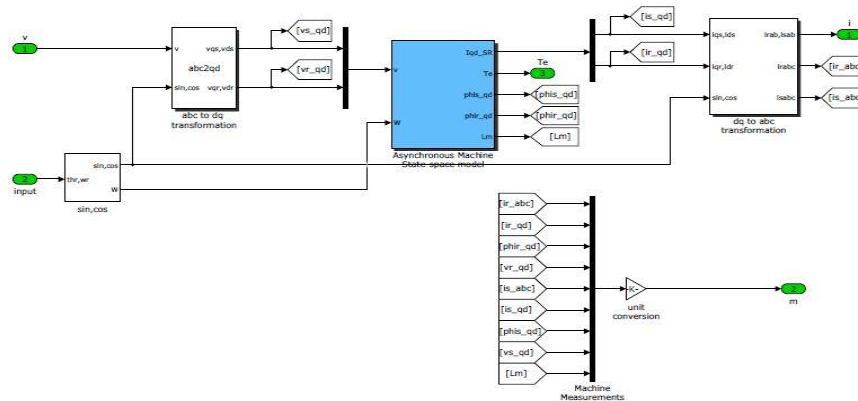 v
1
v
vqs,vds
abc2qd
sin,cos
vqr,vdr
abc to dq
transformation
[vs_qd]
[vr_qd]
2
input
thr,wr
sin,cos
W
sin,cos
v
W
Iqd_SR
Te
phis_qd
phir_qd
Lm
Asynchronous Machine
State space model
Te
3
[phis_qd]
[phir_qd]
[Lm]
[is_qd]
[ir_qd]
Iqs,Ids
Iqr,Idr
sin,cos
Irab,Isab
Irabc
Isabc
dq to abc
transformation
i
1
[ir_abc
[is_abc
[ir_abc]
[ir_qd]
[phir_qd]
[vr_qd]
[is_abc]
[is_qd]
[phis_qd]
[vs_qd]
[Lm]
Machine
Measurements
-K-
unit
conversion
2
m